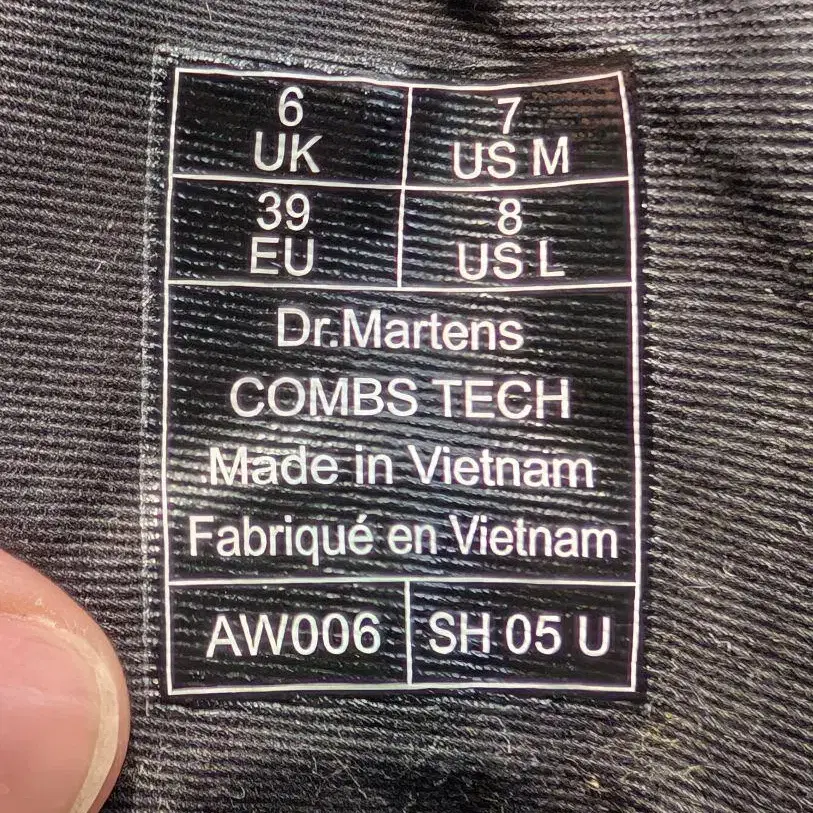 6
UK
7
US M
39
EU
8
US L
Dr.Martens
COMBS TECH
Made in Vietnam
Fabriqué en Vietnam
AW006
SH 05 U